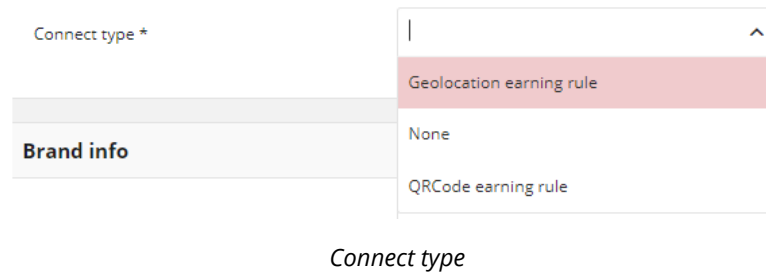 Connect type *
Geolocation earning rule
None
Brand info
QRCode earning rule
Connect type